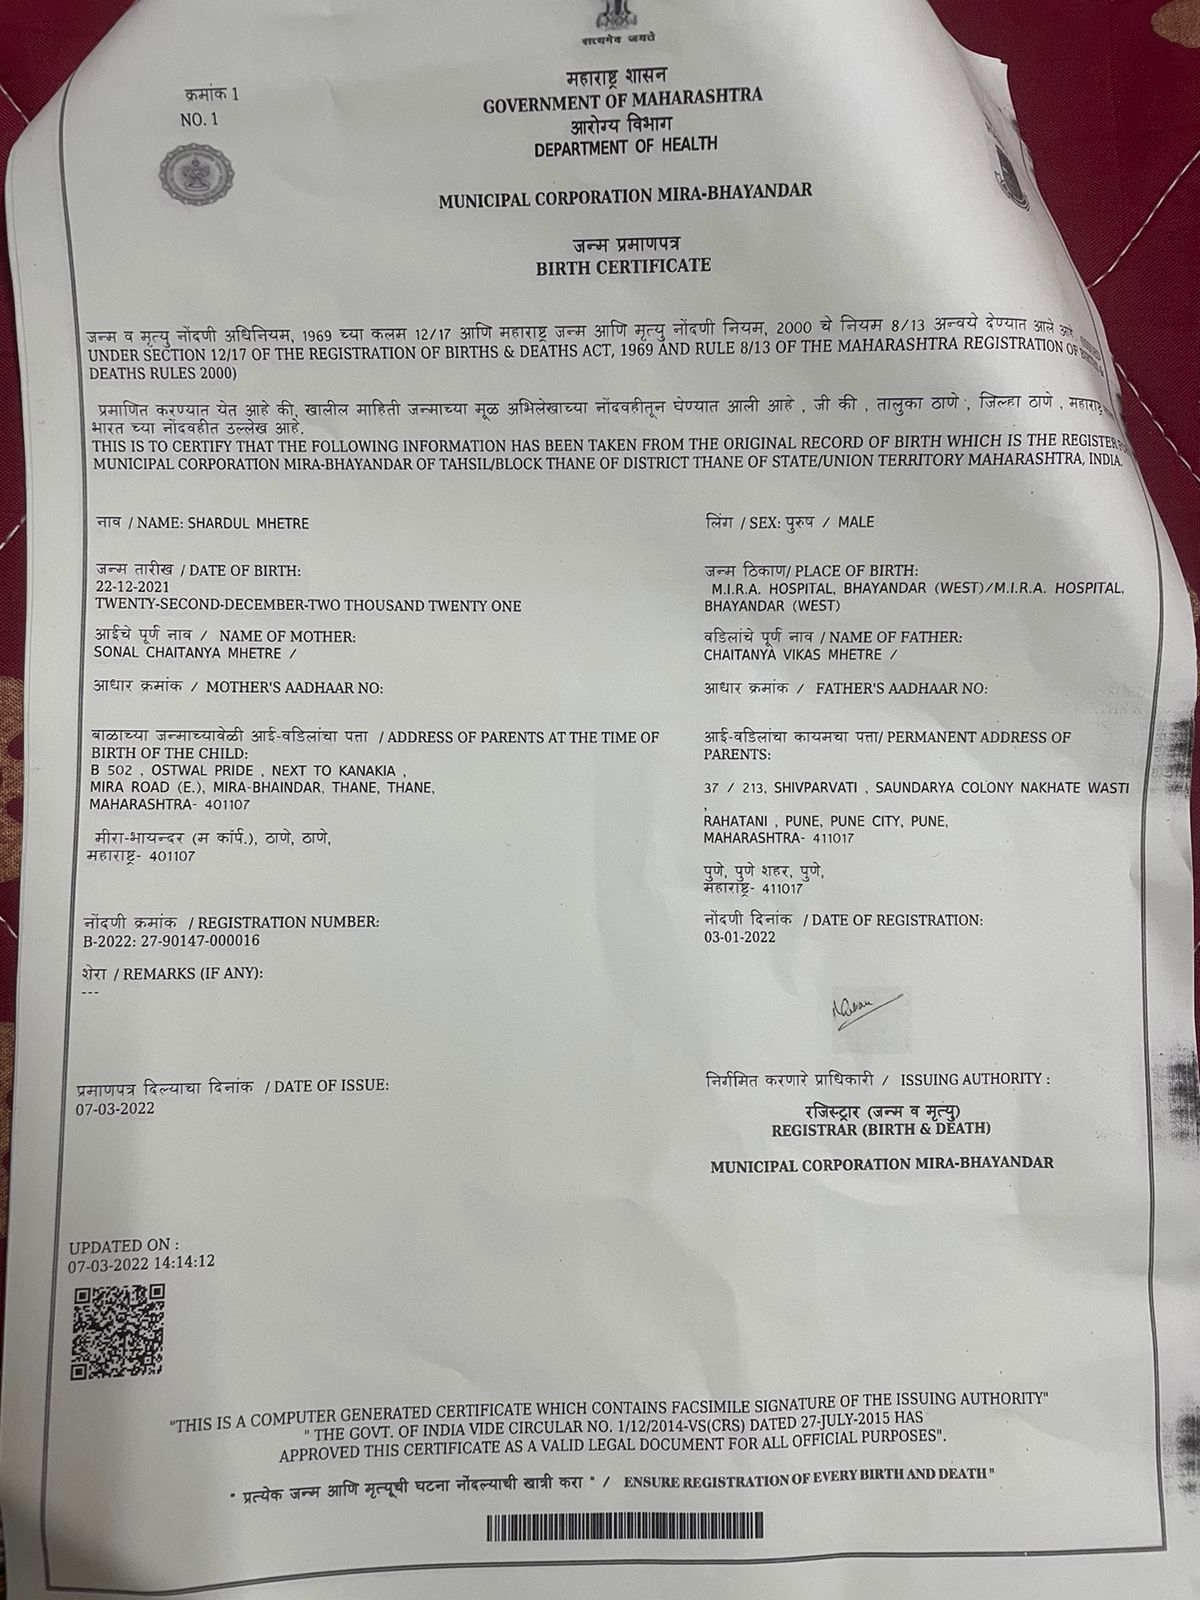 सत्यमेव जयते
क्रमांक 1
NO. 1
महाराष्ट्र शासन
GOVERNMENT OF MAHARASHTRA
आरोग्य विभाग
DEPARTMENT OF HEALTH
MUNICIPAL CORPORATION MIRA-BHAYANDAR
जन्म प्रमाणपत्र
BIRTH CERTIFICATE
जन्म व मृत्यू नोंदणी अधिनियम, 1969 च्या कलम 12/17 आणि महाराष्ट्र जन्म आणि मृत्यू नोंदणी नियम, 2000 चे नियम 8/13 अन्वये देण्यात आले आहे.
UNDER SECTION 12/17 OF THE REGISTRATION OF BIRTHS & DEATHS ACT, 1969 AND RULE 8/13 OF THE MAHARASHTRA REGISTRATION OF BIRTHS &
DEATHS RULES 2000)
प्रमाणित करण्यात येत आहे की, खालील माहिती जन्माच्या मूळ अभिलेखाच्या नोंदवहीतून घेण्यात आली आहे , जी की , तालुका ठाणे , जिल्हा ठाणे , महाराष्ट्र
भारत च्या नोंदवहीत उल्लेख आहे.
THIS IS TO CERTIFY THAT THE FOLLOWING INFORMATION HAS BEEN TAKEN FROM THE ORIGINAL RECORD OF BIRTH WHICH IS THE REGISTER
MUNICIPAL CORPORATION MIRA-BHAYANDAR OF TAHSIL/BLOCK THANE OF DISTRICT THANE OF STATE/UNION TERRITORY MAHARASHTRA, INDIA.
नाव / NAME: SHARDUL MHETRE
लिंग / SEX: पुरुष / MALE
जन्म तारीख / DATE OF BIRTH:
22-12-2021
TWENTY-SECOND-DECEMBER-TWO THOUSAND TWENTY ONE
जन्म ठिकाण/ PLACE OF BIRTH:
M.I.R.A. HOSPITAL, BHAYANDAR (WEST)/M.I.R.A. HOSPITAL,
BHAYANDAR (WEST)
आईचे पूर्ण नाव / NAME OF MOTHER:
SONAL CHAITANYA MHETRE /
वडिलांचे पूर्ण नाव / NAME OF FATHER:
CHAITANYA VIKAS MHETRE /
आधार क्रमांक / MOTHER'S AADHAAR NO:
आधार क्रमांक / FATHER'S AADHAAR NO:
बाळाच्या जन्माच्यावेळी आई-वडिलांचा पत्ता / ADDRESS OF PARENTS AT THE TIME OF
BIRTH OF THE CHILD:
B 502 , OSTWAL PRIDE , NEXT TO KANAKIA ,
MIRA ROAD (E.), MIRA-BHAINDAR, THANE, THANE,
MAHARASHTRA- 401107
मीरा-भायन्दर (म कॉर्प.), ठाणे, ठाणे,
महाराष्ट्र- 401107
आई-वडिलांचा कायमचा पत्ता/ PERMANENT ADDRESS OF
PARENTS:
37 / 213, SHIVPARVATI , SAUNDARYA COLONY NAKHATE WASTI
,
RAHATANI , PUNE, PUNE CITY, PUNE,
MAHARASHTRA- 411017
पुणे, पुणे शहर, पुणे,
महाराष्ट्र- 411017
नोंदणी क्रमांक / REGISTRATION NUMBER:
B-2022: 27-90147-000016
नोंदणी दिनांक / DATE OF REGISTRATION:
03-01-2022
शेरा / REMARKS (IF ANY):
---
प्रमाणपत्र दिल्याचा दिनांक / DATE OF ISSUE:
07-03-2022
निर्गमित करणारे प्राधिकारी / ISSUING AUTHORITY :
रजिस्ट्रार (जन्म व मृत्यु)
REGISTRAR (BIRTH & DEATH)
MUNICIPAL CORPORATION MIRA-BHAYANDAR
UPDATED ON :
07-03-2022 14:14:12
"THIS IS A COMPUTER GENERATED CERTIFICATE WHICH CONTAINS FACSIMILE SIGNATURE OF THE ISSUING AUTHORITY"
" THE GOVT. OF INDIA VIDE CIRCULAR NO. 1/12/2014-VS(CRS) DATED 27-JULY-2015 HAS
APPROVED THIS CERTIFICATE AS A VALID LEGAL DOCUMENT FOR ALL OFFICIAL PURPOSES".
" प्रत्येक जन्म आणि मृत्यूची घटना नोंदल्याची खात्री करा " / ENSURE REGISTRATION OF EVERY BIRTH AND DEATH "